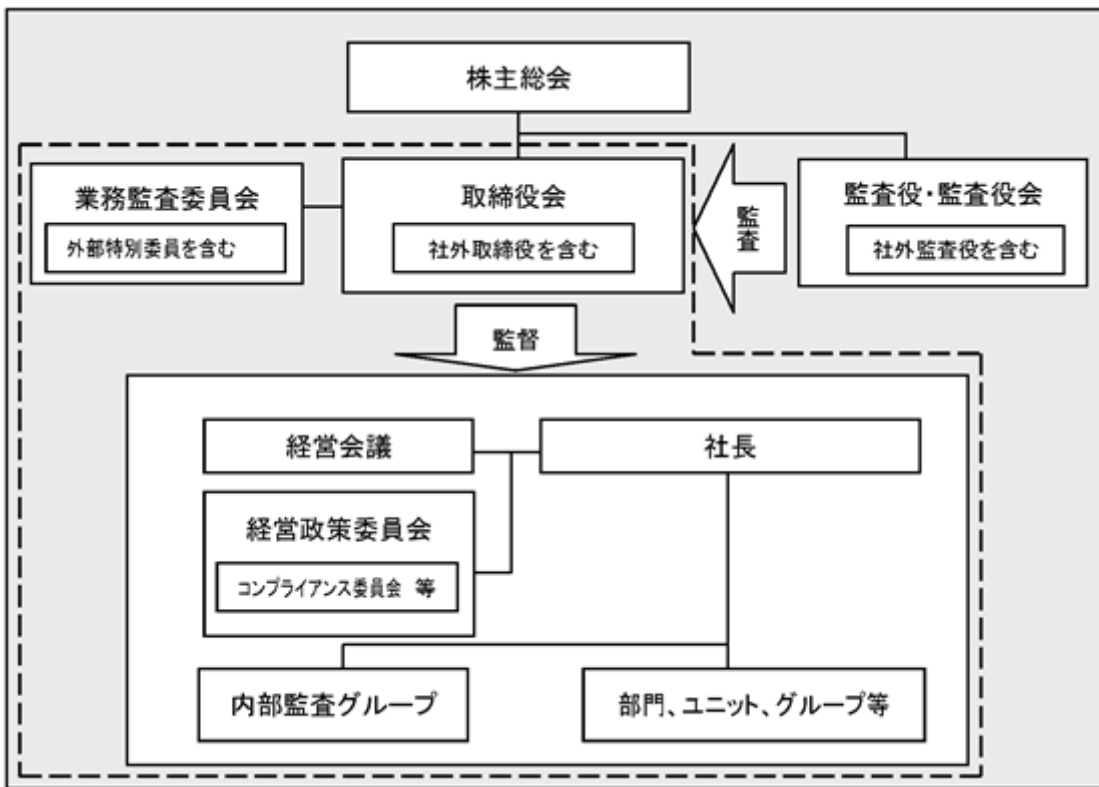 株主総会
業務監査委員会
外部特別委員を含む
取締役会
社外取締役を含む
監査
監査役・監査役会
社外監査役を含む
監督
経営会議
社長
経営政策委員会
コンプライアンス委員会 等
内部監査グループ
部門、ユニット、グループ等